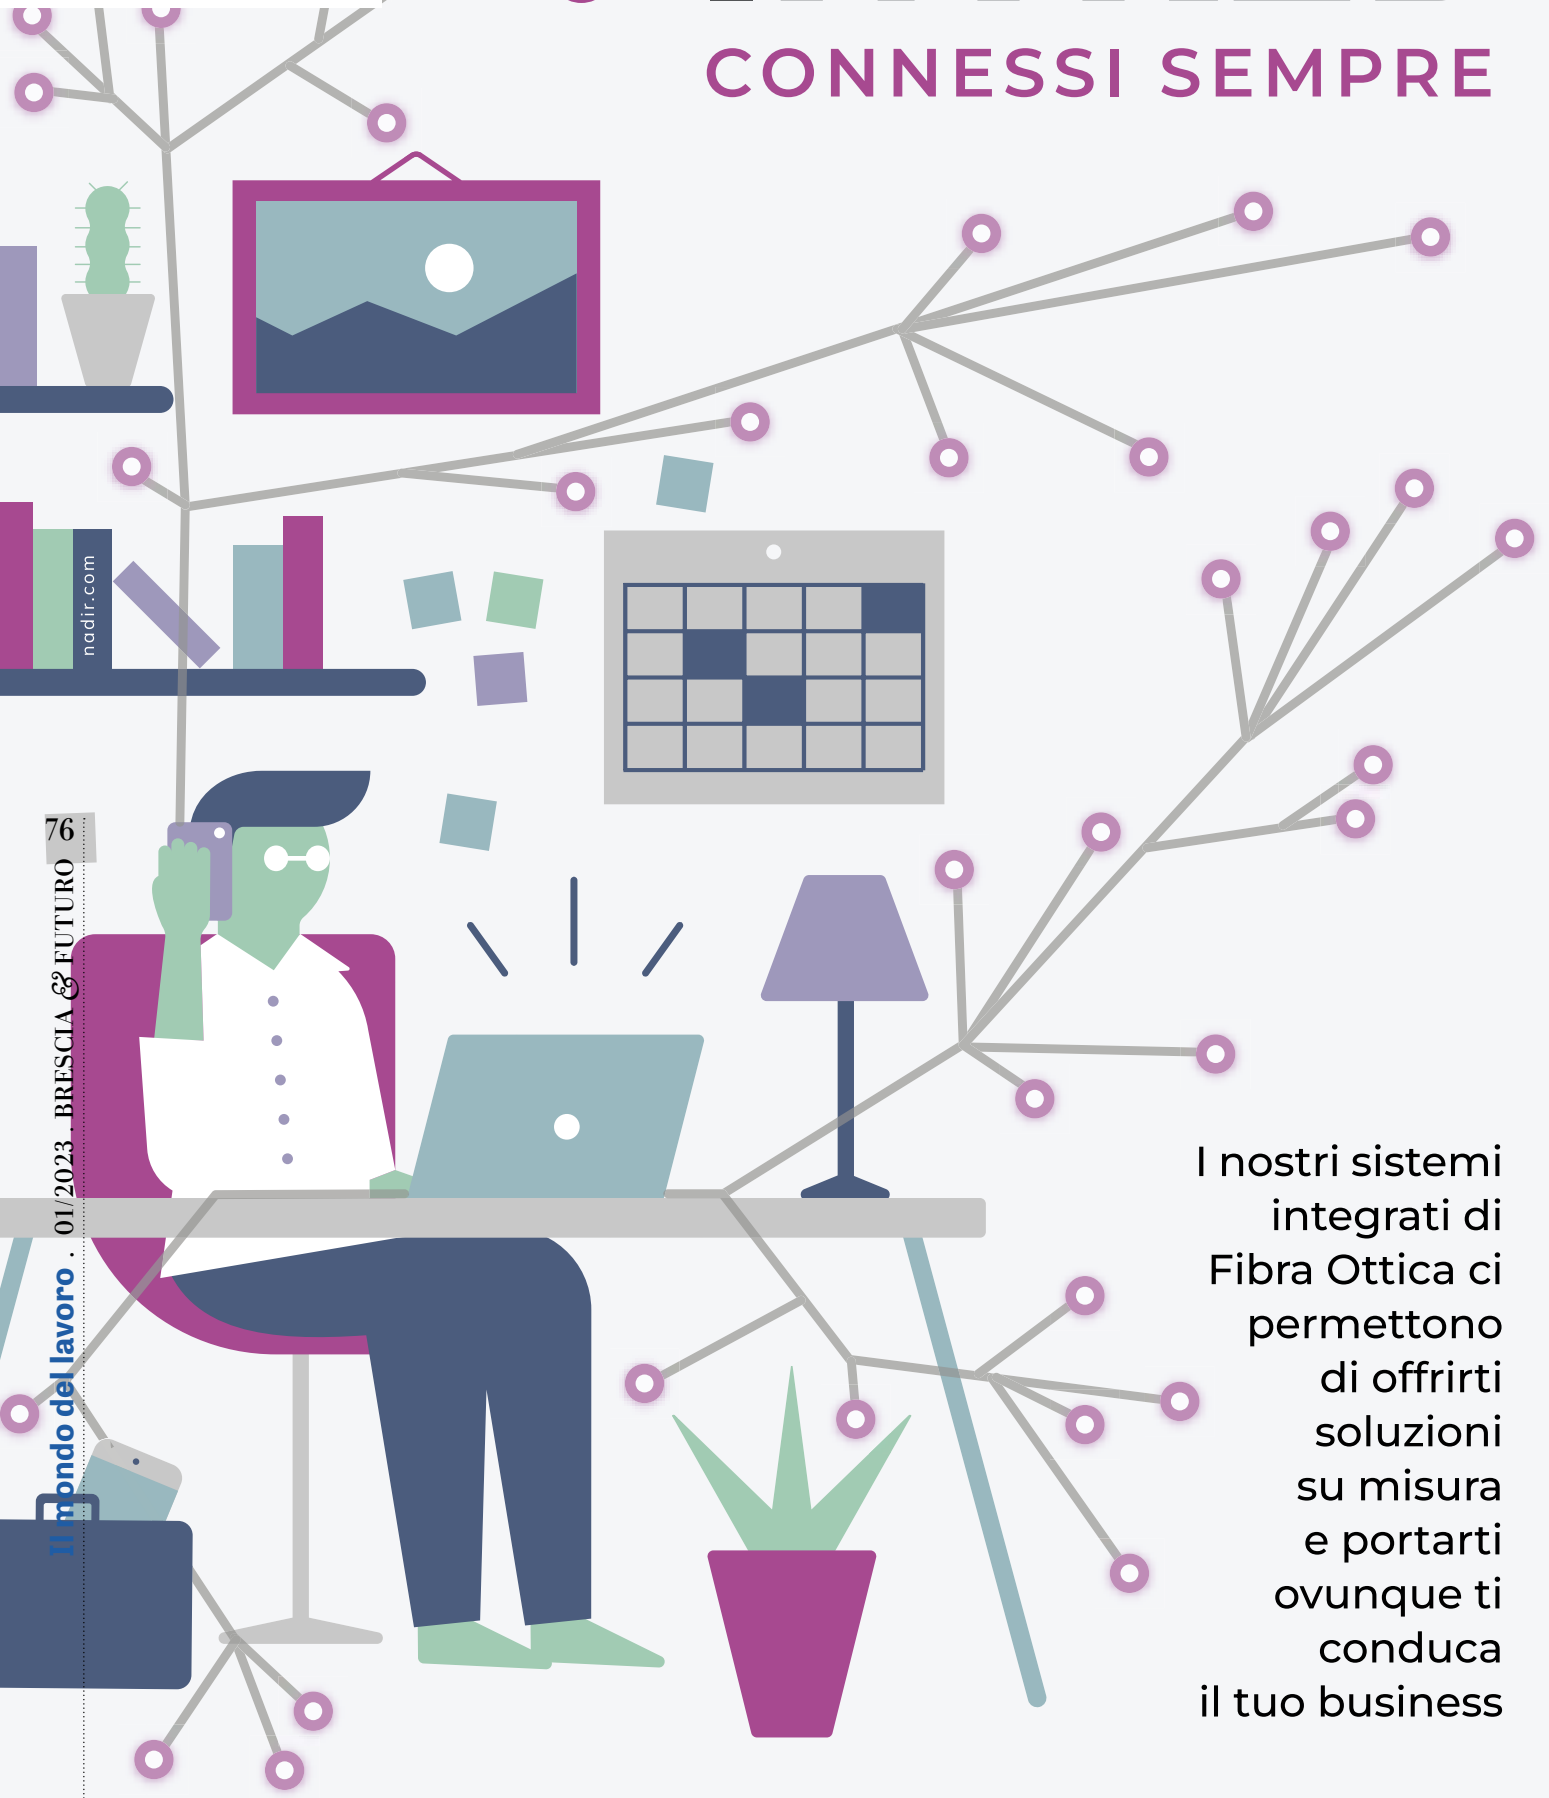 CONNESSI SEMPRE
nadir.com
76
Il mondo del lavoro . 01/2023 . BRESCIA & FUTURO
I nostri sistemi
integrati di
Fibra Ottica ci
permettono
di offrirti
soluzioni
su misura
e portarti
ovunque ti
conduca
il tuo business